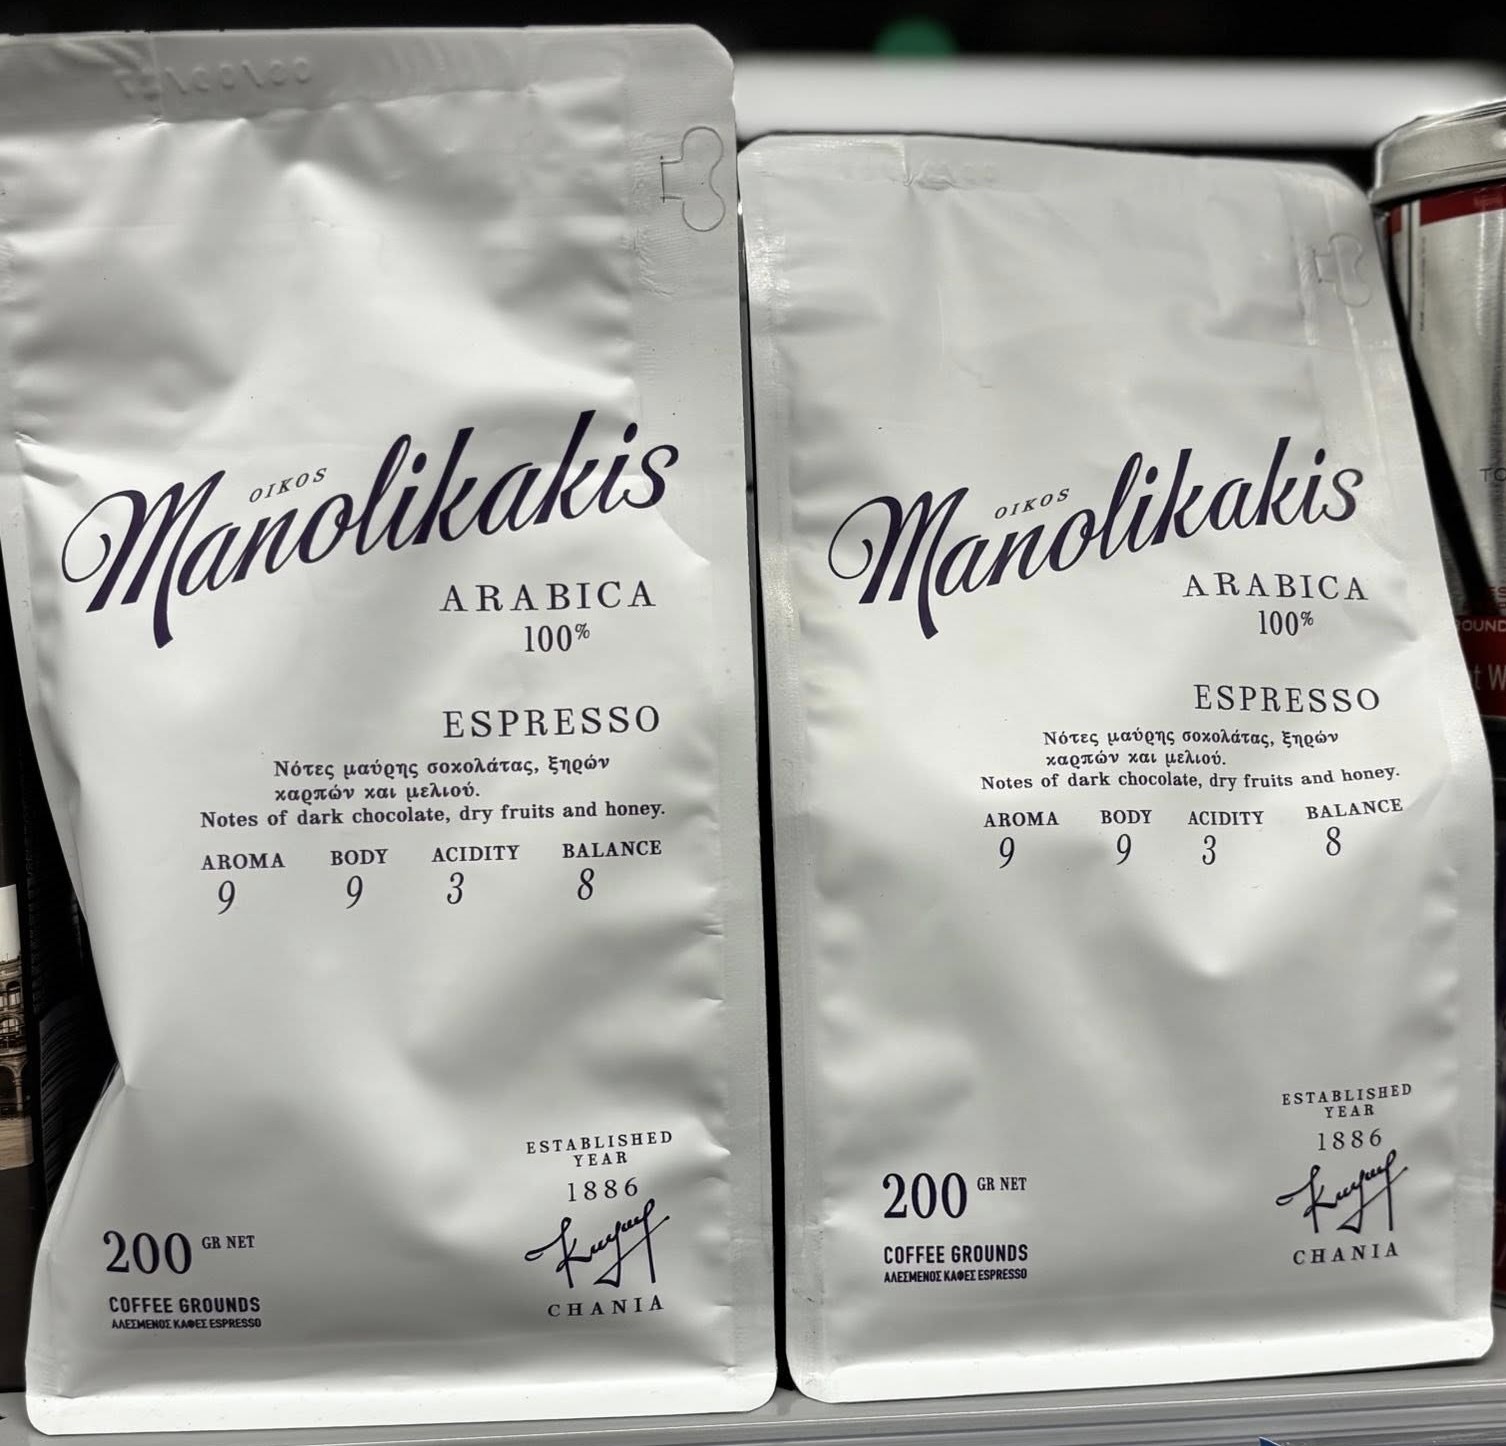 OIKOS
Manolikakis
ARABICA
100%
ESPRESSO
Νότες μαύρης σοκολάτας, ξηρών
καρπών και μελιού.
Notes of dark chocolate, dry fruits and honey.
AROMA BODY ACIDITY BALANCE
9 9 3 8
ESTABLISHED
YEAR
1886
CHANIA
200 GR NET
COFFEE GROUNDS
ΑΛΕΣΜΕΝΟΣ ΚΑΦΕΣ ESPRESSO
OIKOS
Manolikakis
ARABICA
100%
ESPRESSO
Νότες μαύρης σοκολάτας, ξηρών
καρπών και μελιού.
Notes of dark chocolate, dry fruits and honey.
AROMA BODY ACIDITY BALANCE
9 9 3 8
ESTABLISHED
YEAR
1886
CHANIA
200 GR NET
COFFEE GROUNDS
ΑΛΕΣΜΕΝΟΣ ΚΑΦΕΣ ESPRESSO